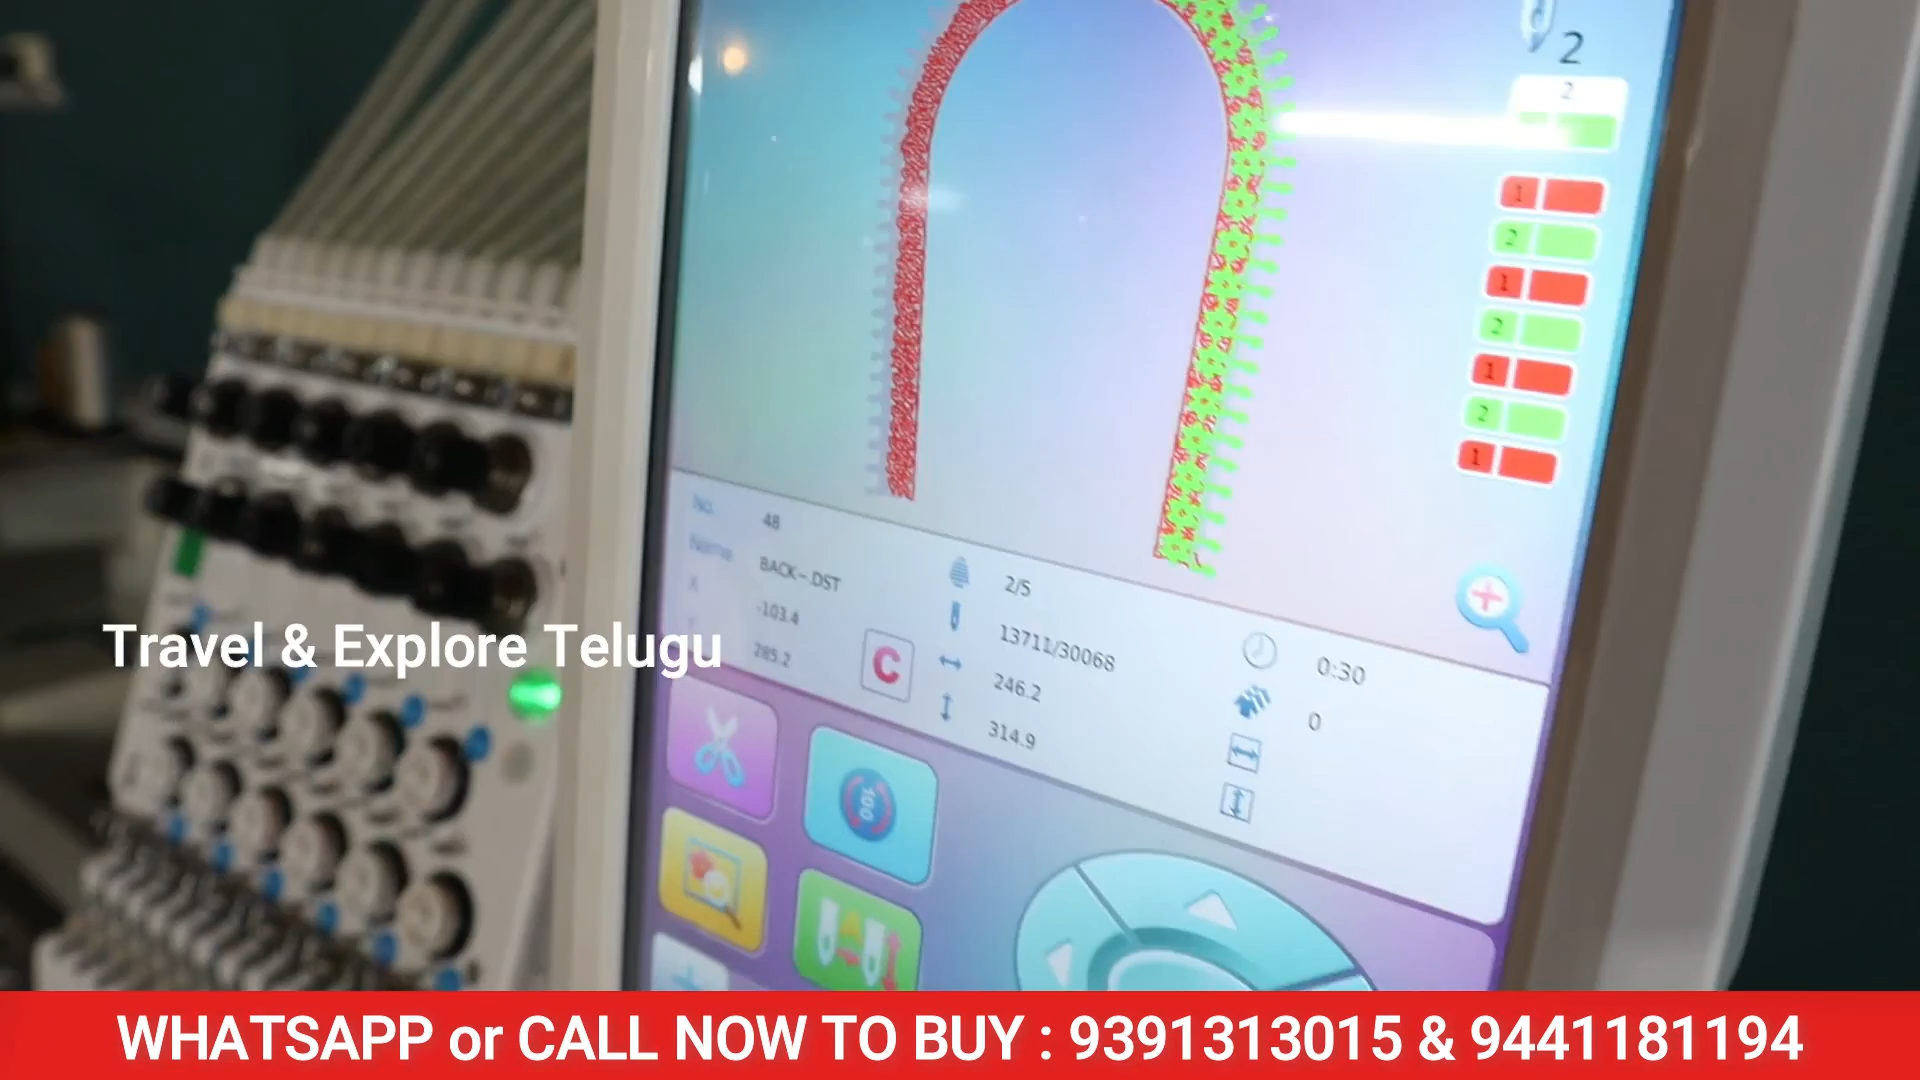 2
2
1
2
1
2
1
2
1
No. 48
Name BACK~.DST
X -103.4
285.2
C
2/5
13711/30068
246.2
314.9
0:30
0
100
Travel & Explore Telugu
WHATSAPP or CALL NOW TO BUY : 9391313015 & 9441181194